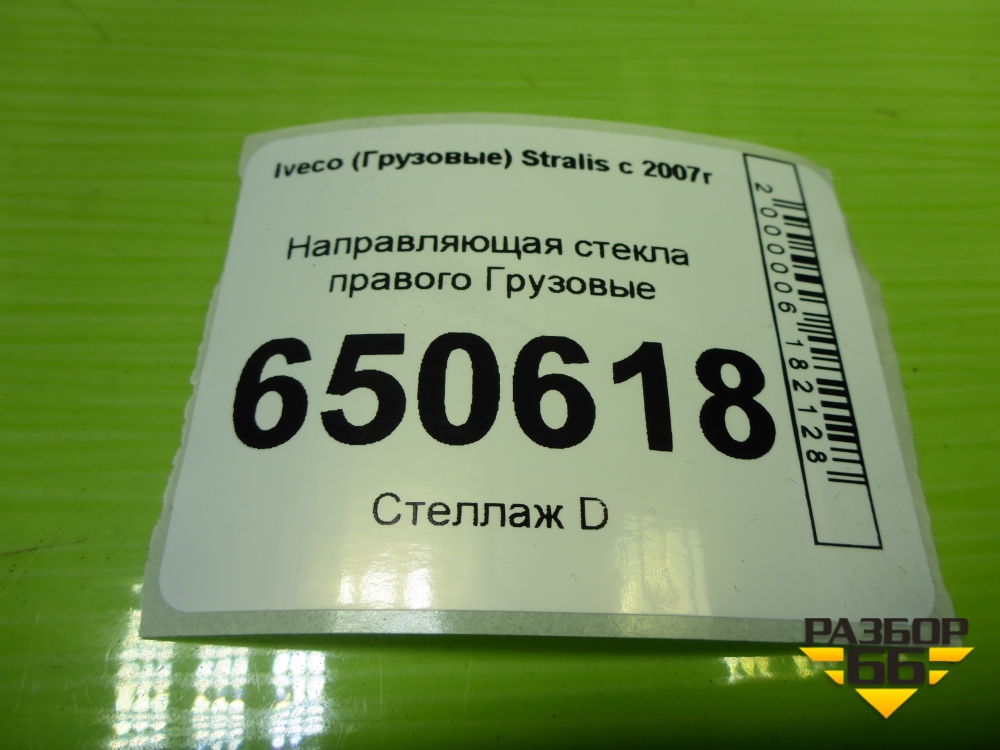 Iveco (Грузовые) Stralis с 2007г
Направляющая стекла
правого Грузовые
650618
Стеллаж D
2000006182128
РАЗБОР
66